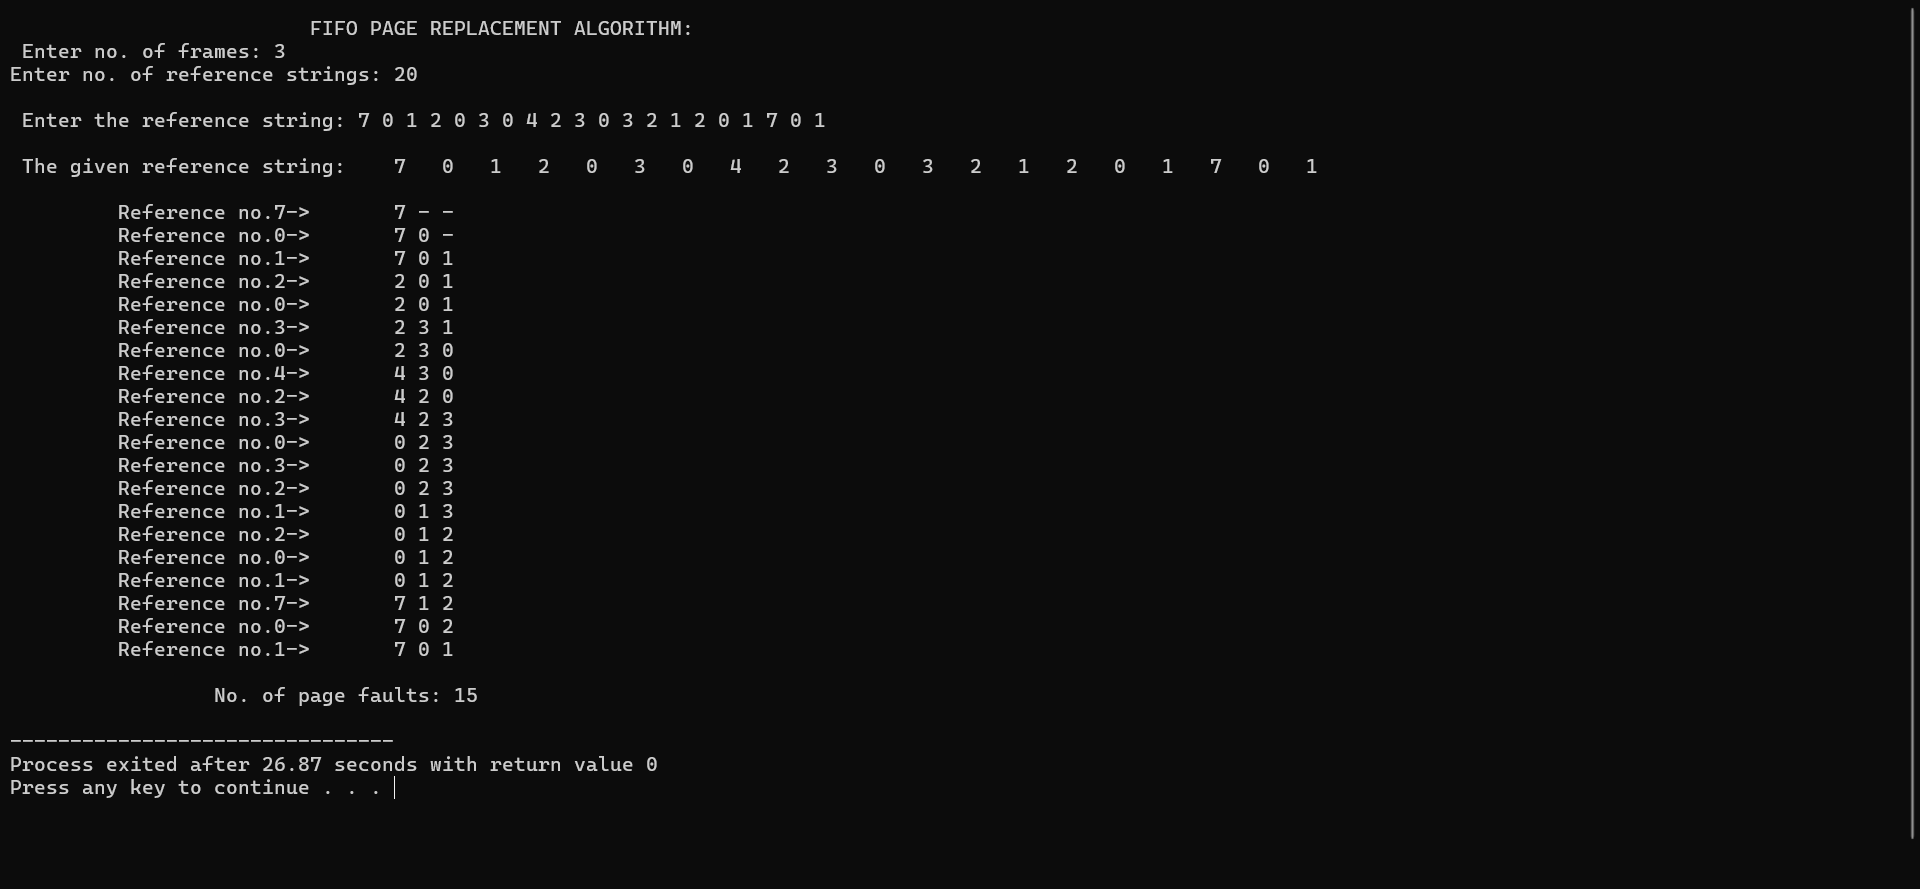 FIFO PAGE REPLACEMENT ALGORITHM:
Enter no. of frames: 3
Enter no. of reference strings: 20
Enter the reference string: 7 0 1 2 0 3 0 4 2 3 0 3 2 1 2 0 1 7 0 1
The given reference string: 7 0 1 2 0 3 0 4 2 3 0 3 2 1 2 0 1 7 0 1
Reference no.7-> 7 - -
Reference no.0-> 7 0 -
Reference no.1-> 7 0 1
Reference no.2-> 2 0 1
Reference no.0-> 2 0 1
Reference no.3-> 2 3 1
Reference no.0-> 2 3 0
Reference no.4-> 4 3 0
Reference no.2-> 4 2 0
Reference no.3-> 4 2 3
Reference no.0-> 0 2 3
Reference no.3-> 0 2 3
Reference no.2-> 0 2 3
Reference no.1-> 0 1 3
Reference no.2-> 0 1 2
Reference no.0-> 0 1 2
Reference no.1-> 0 1 2
Reference no.7-> 7 1 2
Reference no.0-> 7 0 2
Reference no.1-> 7 0 1
No. of page faults: 15
--------------------------------
Process exited after 26.87 seconds with return value 0
Press any key to continue . . .